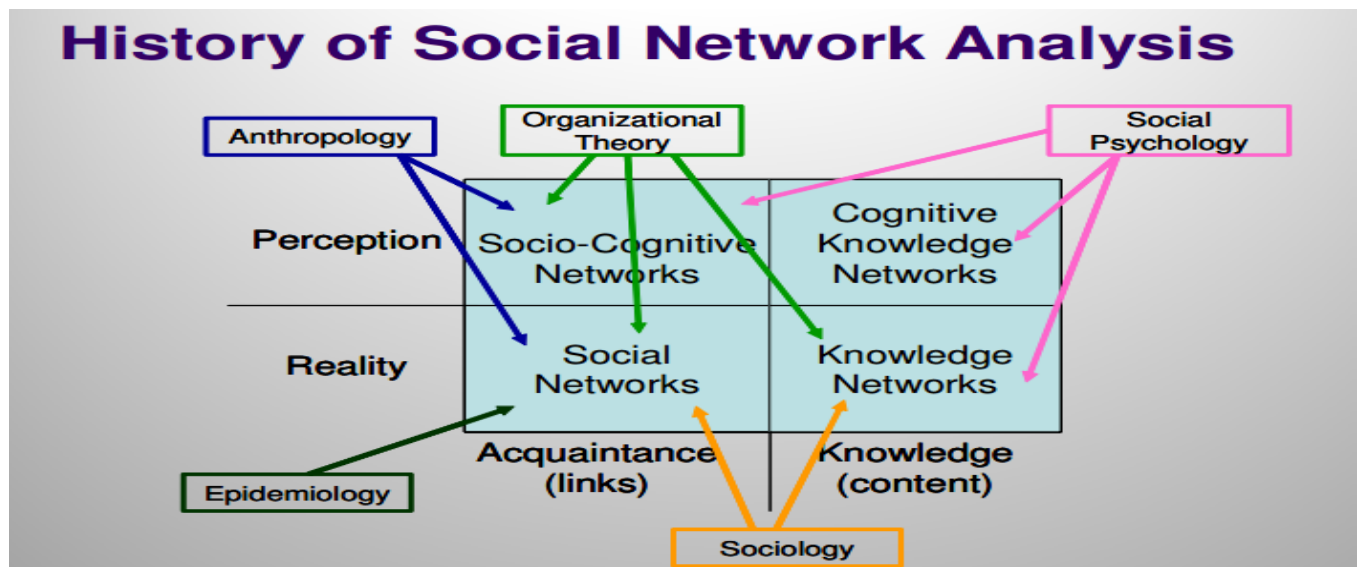 History of Social Network Analysis
Anthropology
Organizational
Theory
Social
Psychology
Perception
Socio-Cognitive
Networks
Cognitive
Knowledge
Networks
Reality
Social
Networks
Knowledge
Networks
Acquaintance
(links)
Knowledge
(content)
Epidemiology
Sociology